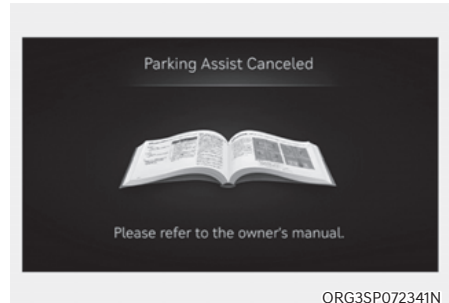 Parking Assist Canceled
Please refer to the owner's manual.
ORG3SP072341N